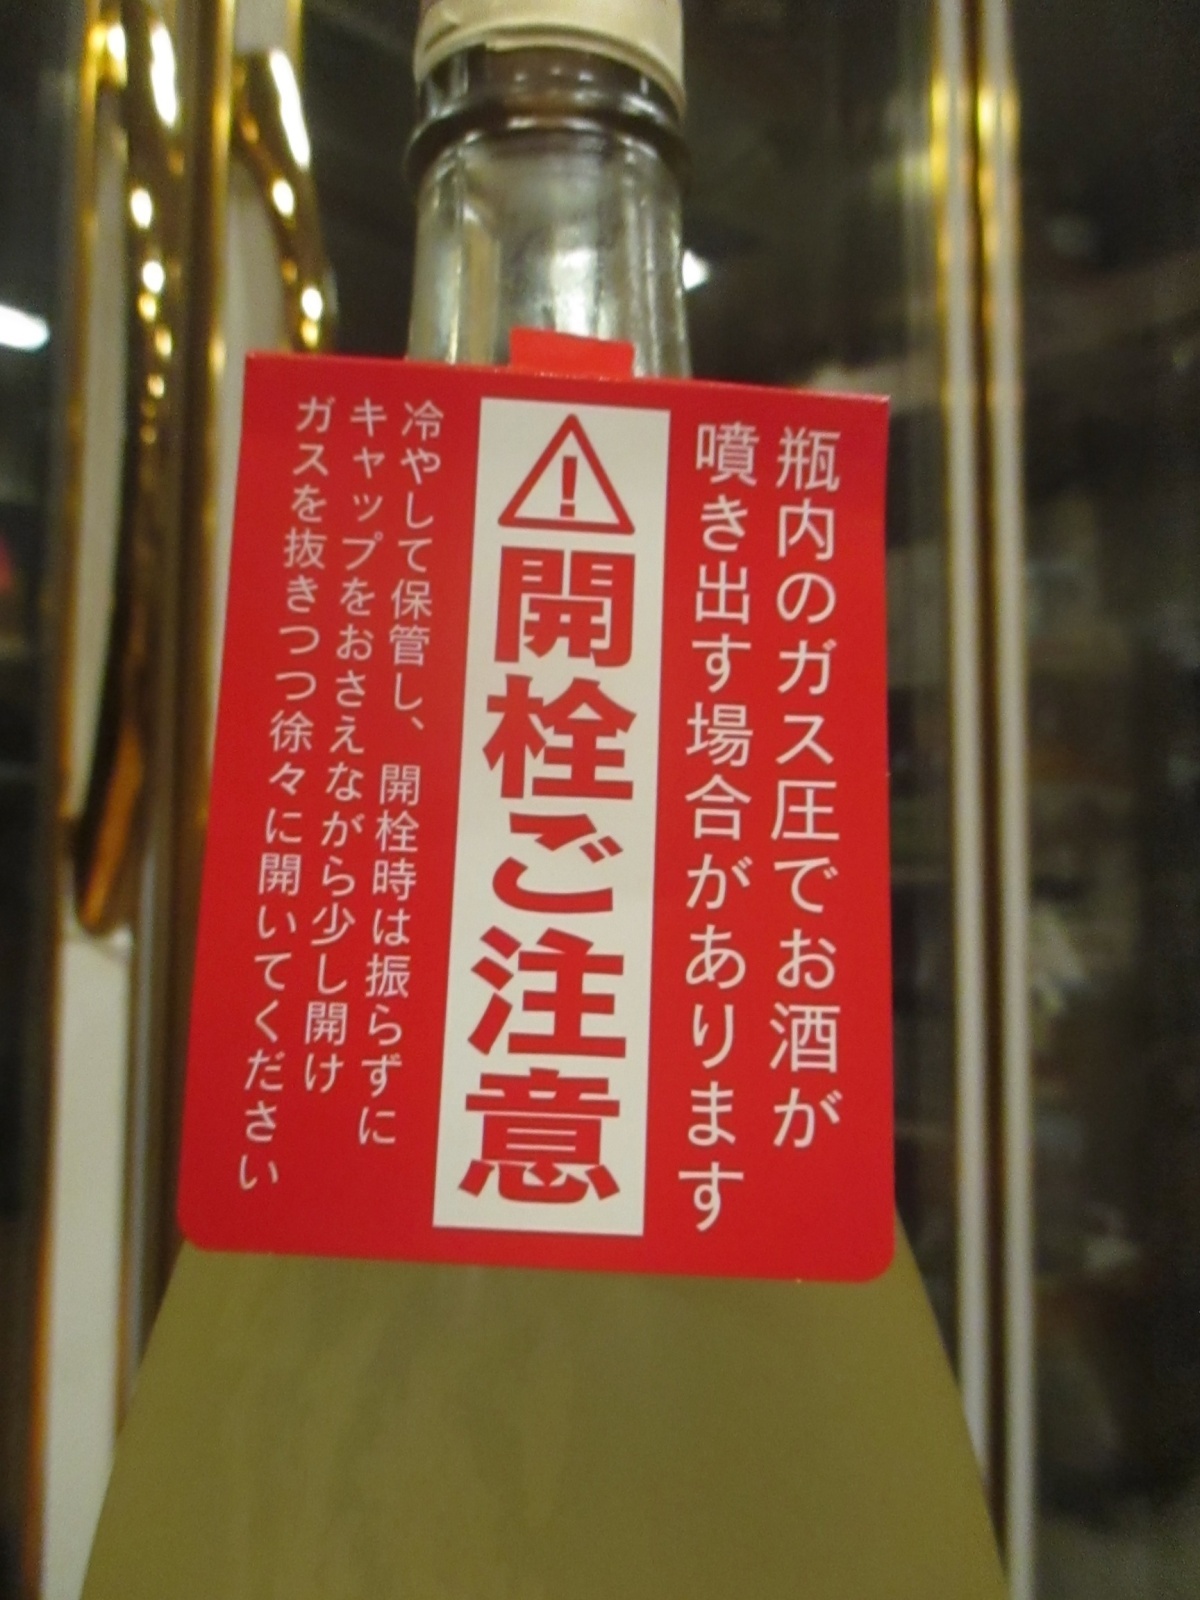 瓶内のガス圧でお酒が
噴き出す場合があります
開栓ご注意
冷やして保管し、開栓時は振らずに
キャップをおさえながら少し開け
ガスを抜きつつ徐々に開いてください